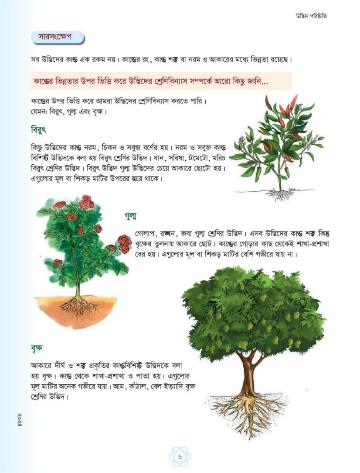 উদ্ভিদ পরিচিতি
সারসংক্ষেপ
সব উদ্ভিদের কাণ্ড এক রকম নয়। কাণ্ডের রং, কাণ্ড শক্ত বা নরম ও আকারের মধ্যে ভিন্নতা রয়েছে।
কাণ্ডের ভিন্নতার উপর ভিত্তি করে উদ্ভিদের শ্রেণিবিন্যাস সম্পর্কে আরো কিছু জানি...
কাণ্ডের উপর ভিত্তি করে আমরা উদ্ভিদের শ্রেণিবিন্যাস করতে পারি।
যেমন: বিরুৎ, গুল্ম এবং বৃক্ষ।
বিরুৎ
কিছু উদ্ভিদের কাণ্ড নরম, চিকন ও সবুজ বর্ণের হয়। নরম ও সবুজ কাণ্ড
বিশিষ্ট উদ্ভিদকে বলা হয় বিরুৎ শ্রেণির উদ্ভিদ। ধান, সরিষা, টমেটো, মরিচ
বিরুৎ শ্রেণির উদ্ভিদ। বিরুৎ উদ্ভিদ গুল্ম উদ্ভিদের চেয়ে আকারে ছোটো হয়।
এগুলোর মূল বা শিকড় মাটির উপরের স্তরে থাকে।
গুল্ম
গোলাপ, রঙ্গন, জবা গুল্ম শ্রেণির উদ্ভিদ। এসব উদ্ভিদের কাণ্ড শক্ত কিন্তু
বৃক্ষের তুলনায় আকারে ছোট। কাণ্ডের গোড়ার কাছ থেকেই শাখা-প্রশাখা
বের হয়। এগুলোর মূল বা শিকড় মাটির বেশি গভীরে যায় না।
বৃক্ষ
আকারে দীর্ঘ ও শক্ত প্রকৃতির কাণ্ডবিশিষ্ট উদ্ভিদকে বলা
হয় বৃক্ষ। কাণ্ড থেকে শাখা-প্রশাখা ও পাতা হয়। এগুলোর
মূল মাটির অনেক গভীরে যায়। আম, কাঁঠাল, বেল ইত্যাদি বৃক্ষ
শ্রেণির উদ্ভিদ।
৬